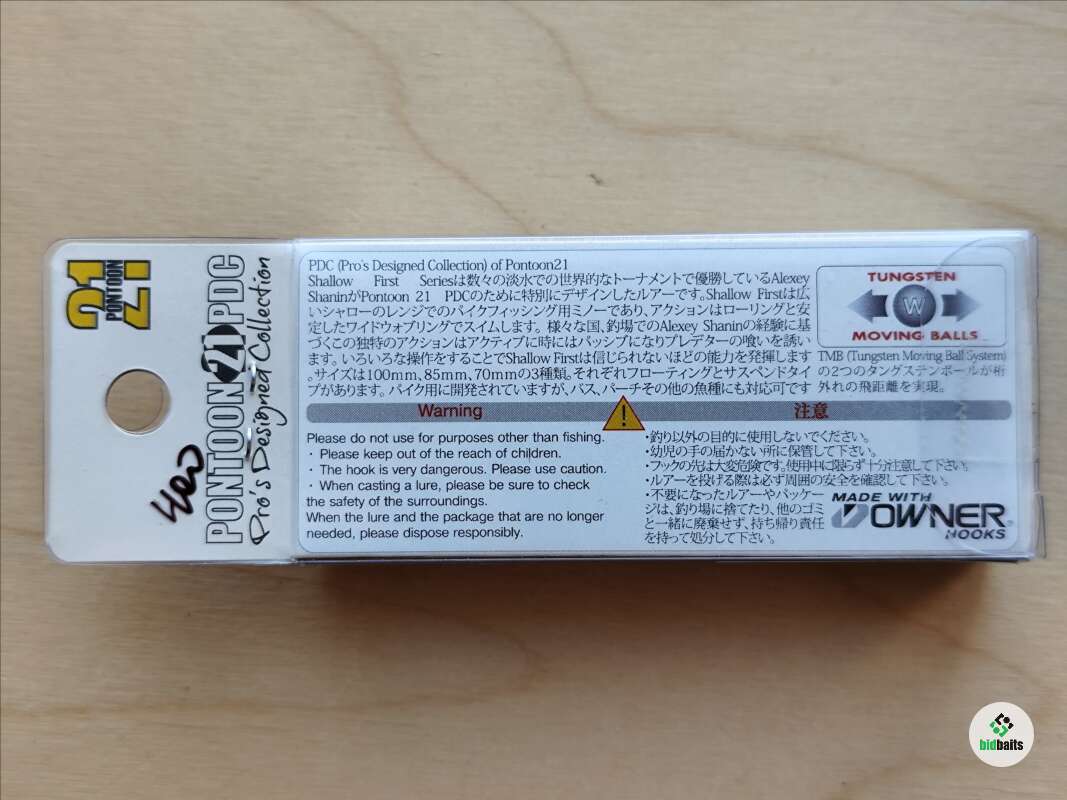 21
PONTOON
PONTOON 21 PDC
Pro's Designed Collection
PDC (Pro's Designed Collection) of Pontoon21
Shallow First Seriesは数々の淡水での世界的なトーナメントで優勝しているAlexey
ShaninがPontoon 21 PDCのために特別にデザインしたルアーです。Shallow Firstは広
いシャローのレンジでのパイクフィッシング用ミノーであり、アクションはローリングと安
定したワイドウォブリングでスイムします。様々な国、釣場でのAlexey Shaninの経験に基
づくこの独特のアクションはアクティブに時にはパッシブになりプレデターの喰いを誘い
ます。いろいろな操作をすることでShallow Firstは信じられないほどの能力を発揮します
。サイズは100mm、85mm、70mmの3種類。それぞれフローティングとサスペンドタイ
プがあります。パイク用に開発されていますが、バス、パーチその他の魚種にも対応可です
TUNGSTEN
W
MOVING BALLS
TMB (Tungsten Moving Ball System)
の2つのタングステンボールが桁
外れの飛距離を実現。
Warning
注意
Please do not use for purposes other than fishing.
・Please keep out of the reach of children.
・The hook is very dangerous. Please use caution.
・When casting a lure, please be sure to check
the safety of the surroundings.
When the lure and the package that are no longer
needed, please dispose responsibly.
・釣り以外の目的に使用しないでください。
・幼児の手の届かない所に保管して下さい。
・フックの先は大変危険です。使用中に限らず十分注意して下さい。
・ルアーを投げる際は必ず周囲の安全を確認して下さい。
・不要になったルアーやパッケー
ジは、釣り場に捨てたり、他のゴミ
と一緒に廃棄せず、持ち帰り責任
を持って処分して下さい。
MADE WITH
OWNER
HOOKS
bidbaits